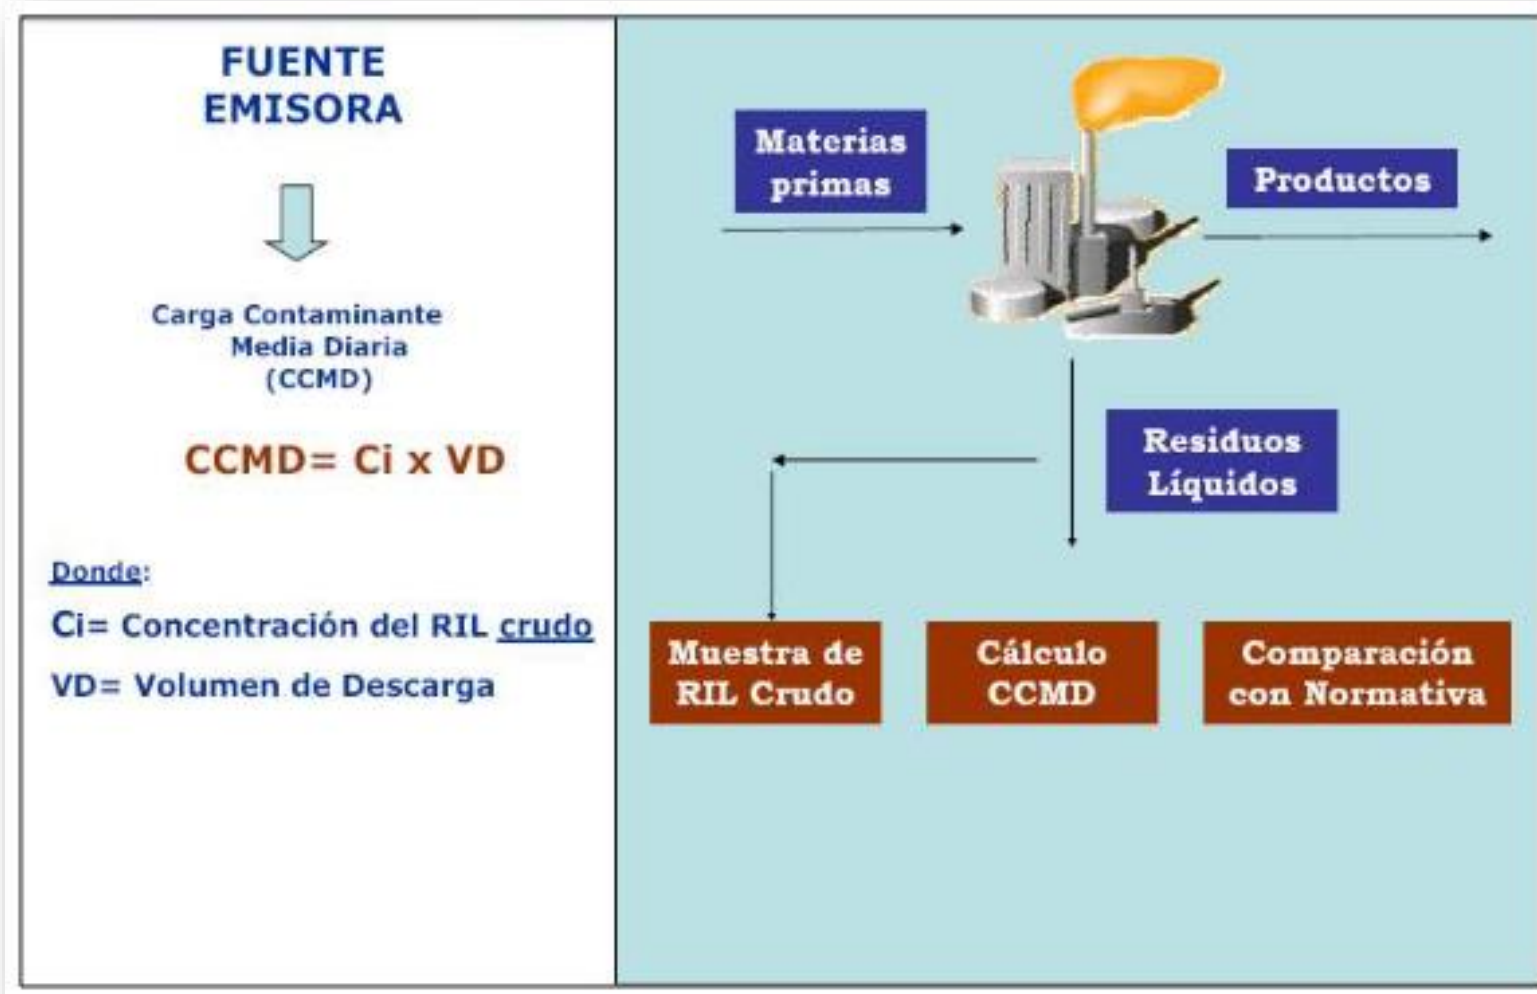 FUENTE
EMISORA
Carga Contaminante
Media Diaria
(CCMD)
CCMD= Ci x VD
Donde:
Ci= Concentración del RIL crudo
VD= Volumen de Descarga
Materias
primas
Productos
Residuos
Líquidos
Muestra de
RIL Crudo
Cálculo
CCMD
Comparación
con Normativa